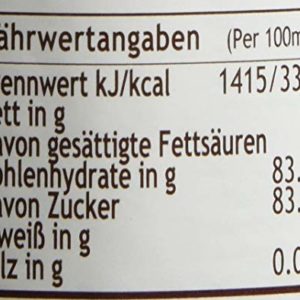 ährwertangaben (Per 100m
ennwert kJ/kcal 1415/33
ett in g
avon gesättigte Fettsäuren
ohlenhydrate in g 83.
avon Zucker 83.
weiß in g
lz in g 0.0